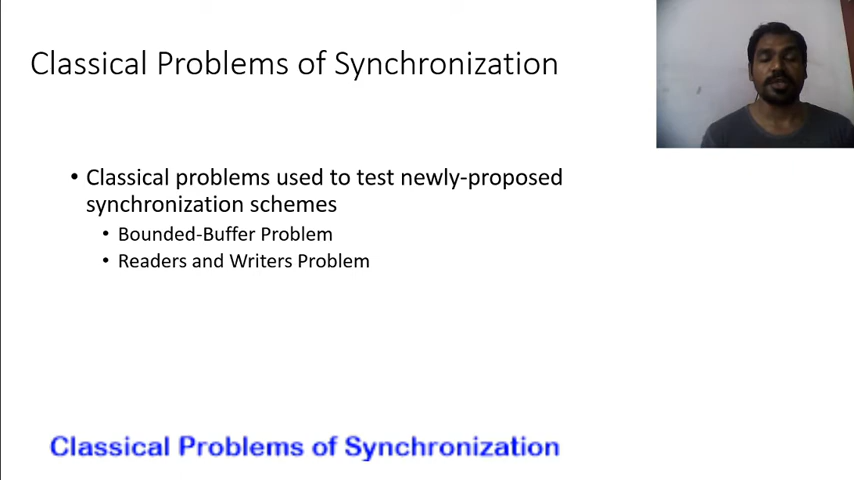 Classical Problems of Synchronization
• Classical problems used to test newly-proposed
synchronization schemes
• Bounded-Buffer Problem
• Readers and Writers Problem
Classical Problems of Synchronization